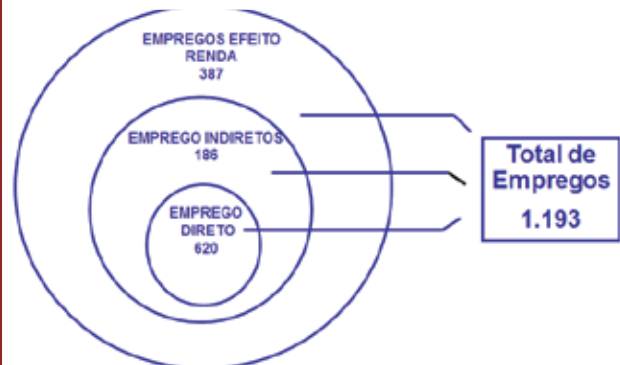 EMPREGOS EFEITO
RENDA
387
EMPREGO INDIRETOS
186
EMPREGO
DIRETO
620
Total de
Empregos
1.193